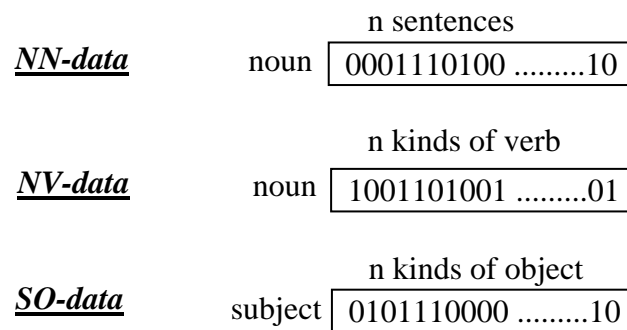 n sentences
NN-data noun 0001110100 .........10
n kinds of verb
NV-data noun 1001101001 .........01
n kinds of object
SO-data subject 0101110000 .........10